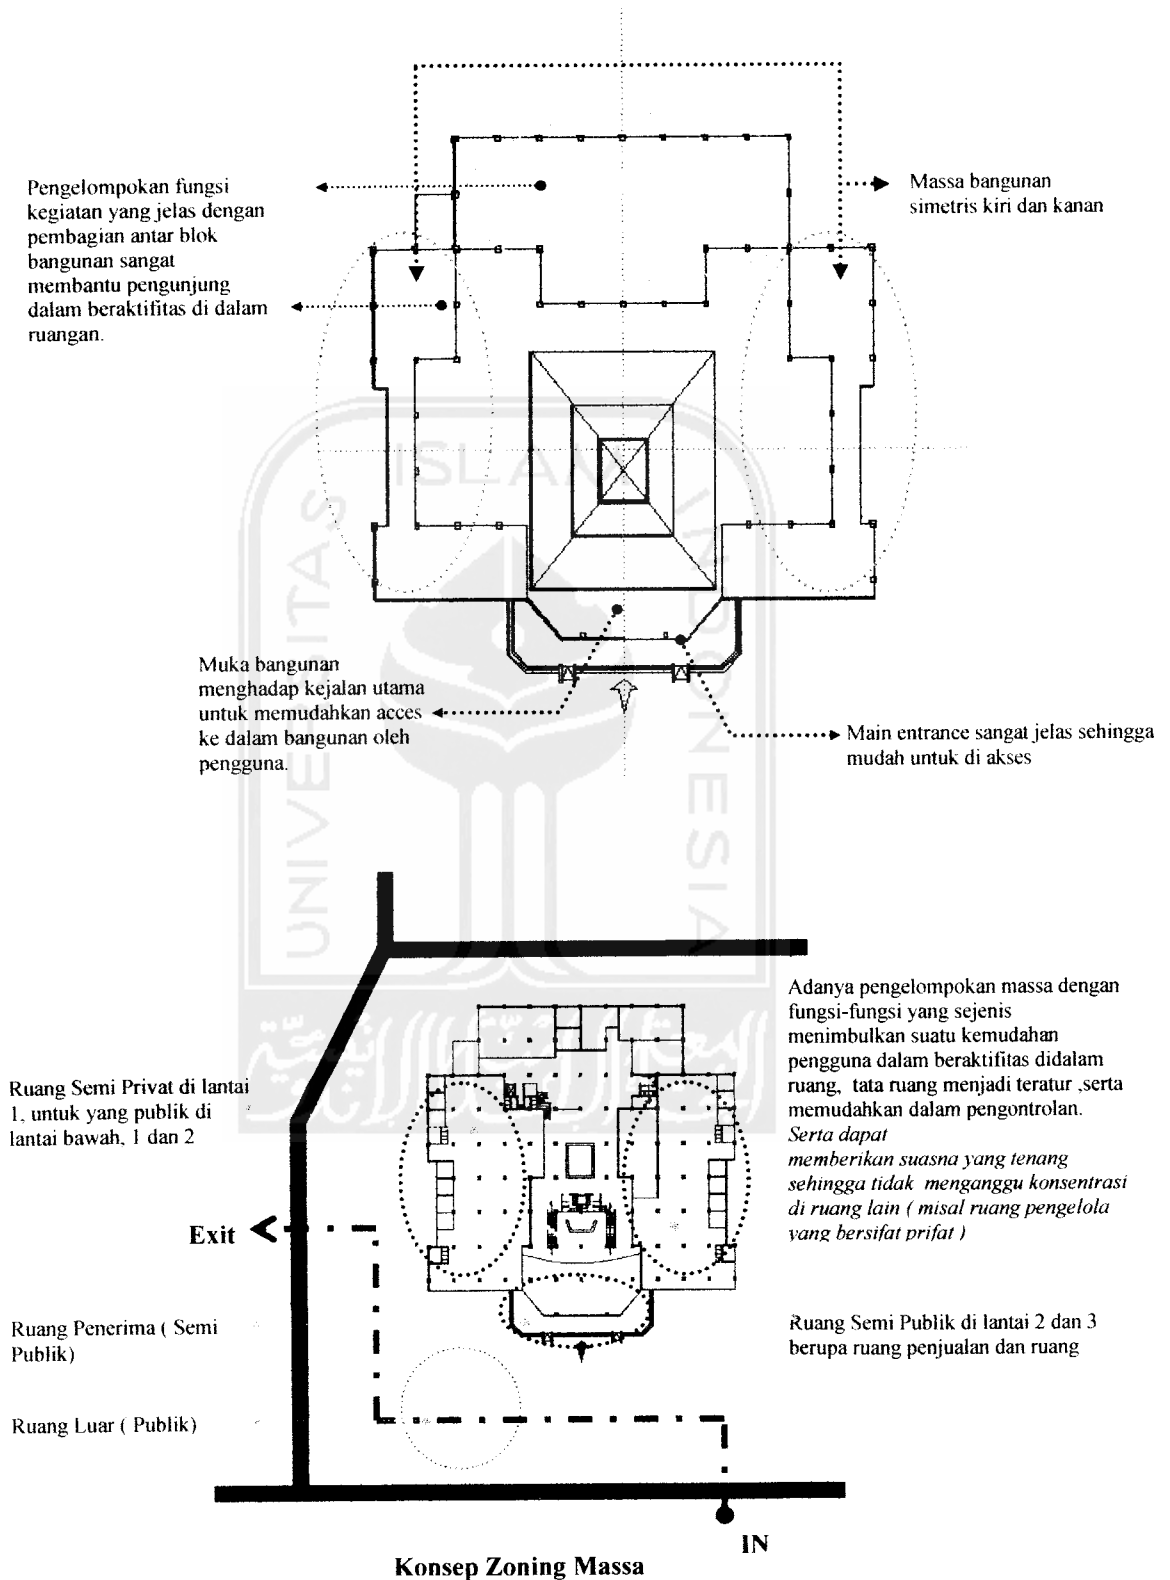 Pengelompokan fungsi
kegiatan yang jelas dengan
pembagian antar blok
bangunan sangat
membantu pengunjung
dalam beraktifitas di dalam
ruangan.
Massa bangunan
simetris kiri dan kanan
Muka bangunan
menghadap kejalan utama
untuk memudahkan acces
ke dalam bangunan oleh
pengguna.
Main entrance sangat jelas sehingga
mudah untuk di akses
UNIVERSITAS
ISLAM
INDONESIA
Adanya pengelompokan massa dengan
fungsi-fungsi yang sejenis
menimbulkan suatu kemudahan
pengguna dalam beraktifitas didalam
ruang, tata ruang menjadi teratur ,serta
memudahkan dalam pengontrolan.
Serta dapat
memberikan suasna yang tenang
sehingga tidak menganggu konsentrasi
di ruang lain ( misal ruang pengelola
yang bersifat prifat )
Ruang Semi Privat di lantai
1, untuk yang publik di
lantai bawah, 1 dan 2
Exit
Ruang Penerima ( Semi
Publik)
Ruang Semi Publik di lantai 2 dan 3
berupa ruang penjualan dan ruang
Ruang Luar ( Publik)
IN
Konsep Zoning Massa